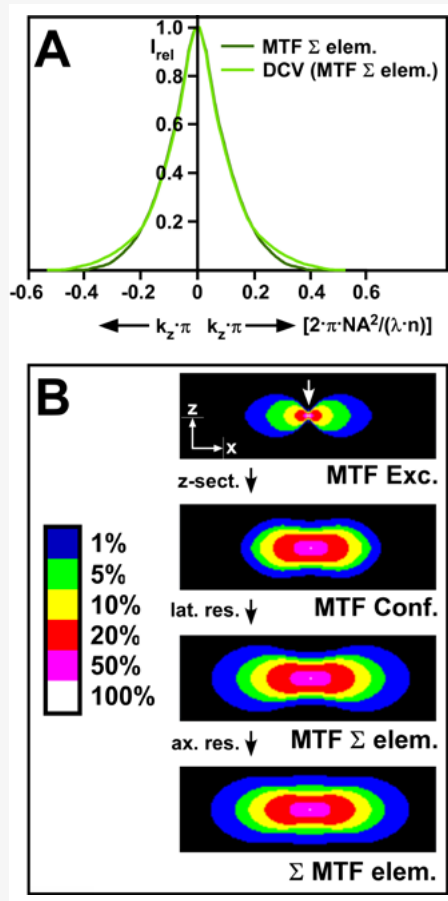 A
1.0
I rel
MTF Σ elem.
DCV (MTF Σ elem.)
0.8
0.6
0.4
0.2
-0.6 -0.4 -0.2 0 0.2 0.4 0.6
k z·π k z·π [2·π·NA²/(λ·n)]
B
z
x
MTF Exc.
z-sect.
MTF Conf.
lat. res.
MTF Σ elem.
ax. res.
Σ MTF elem.
1%
5%
10%
20%
50%
100%